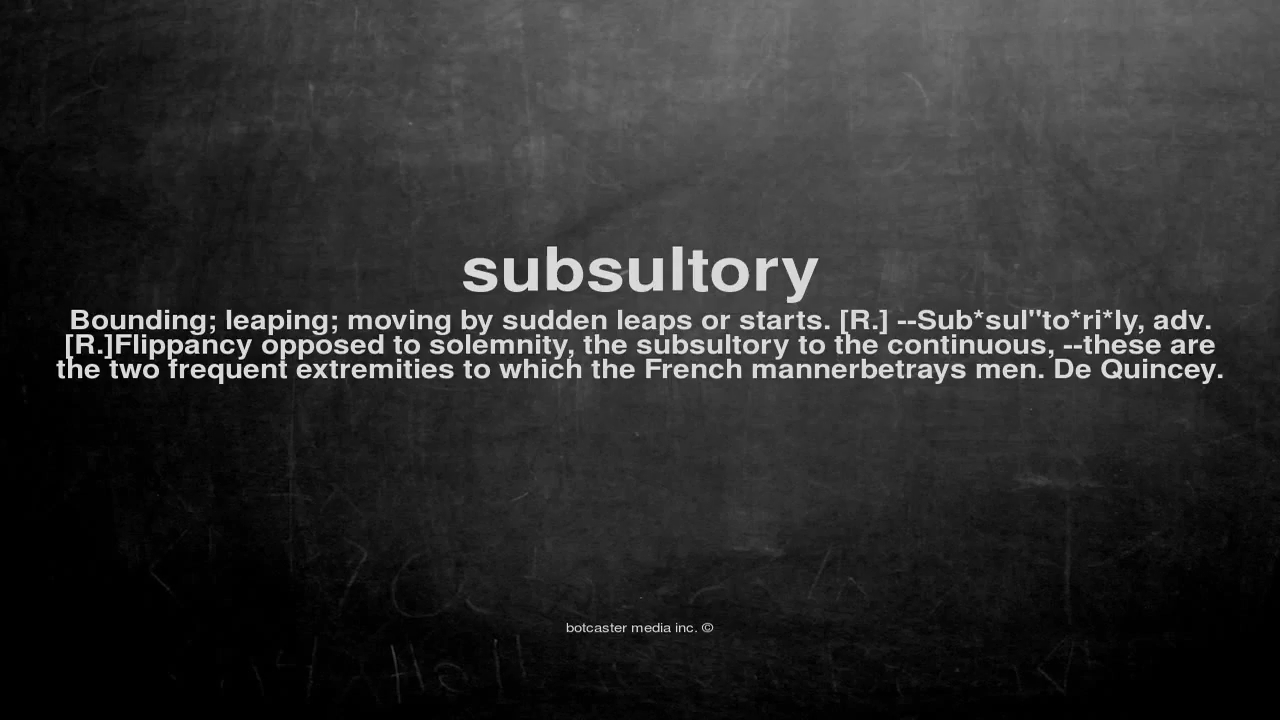 subsultory
Bounding; leaping; moving by sudden leaps or starts. [R.] --Sub*sul"to*ri*ly, adv.
[R.]Flippancy opposed to solemnity, the subsultory to the continuous, --these are
the two frequent extremities to which the French mannerbetrays men. De Quincey.
botcaster media inc. ©